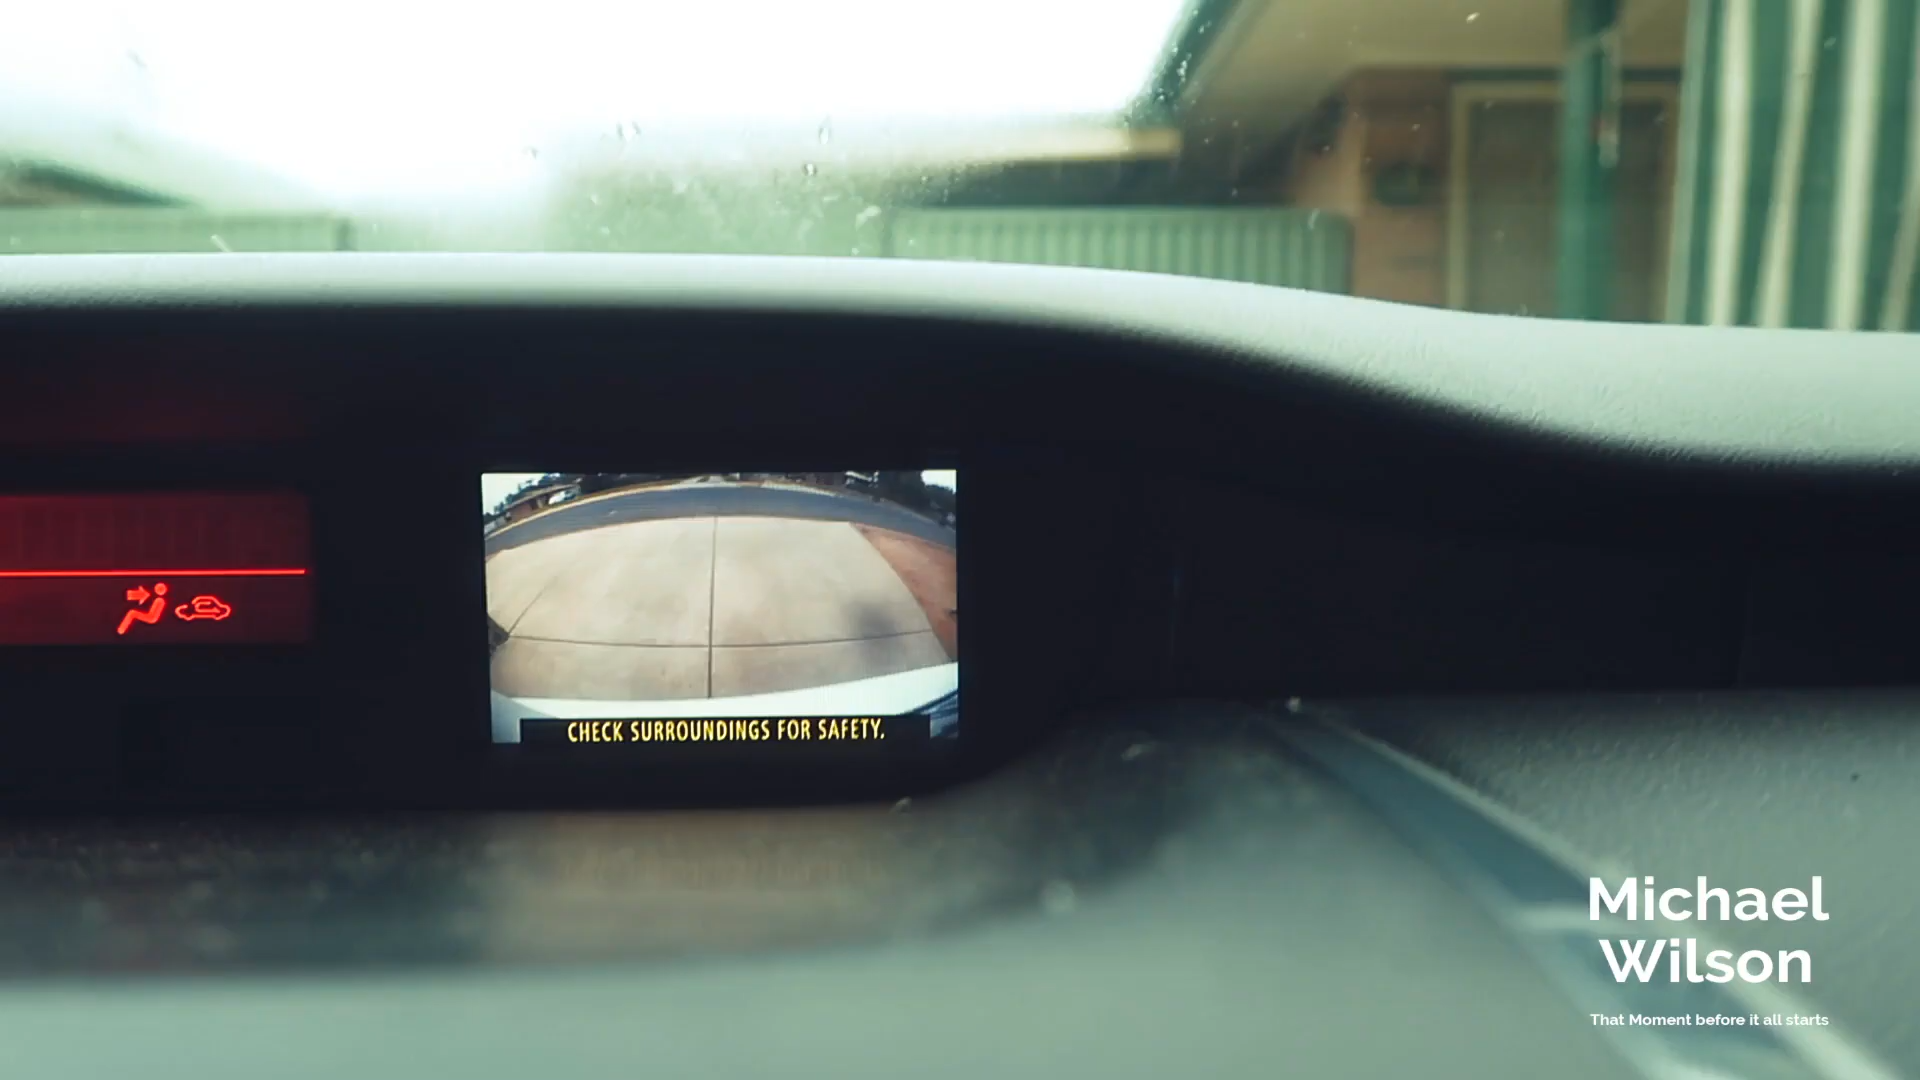 CHECK SURROUNDINGS FOR SAFETY.
Michael
Wilson
That Moment before it all starts